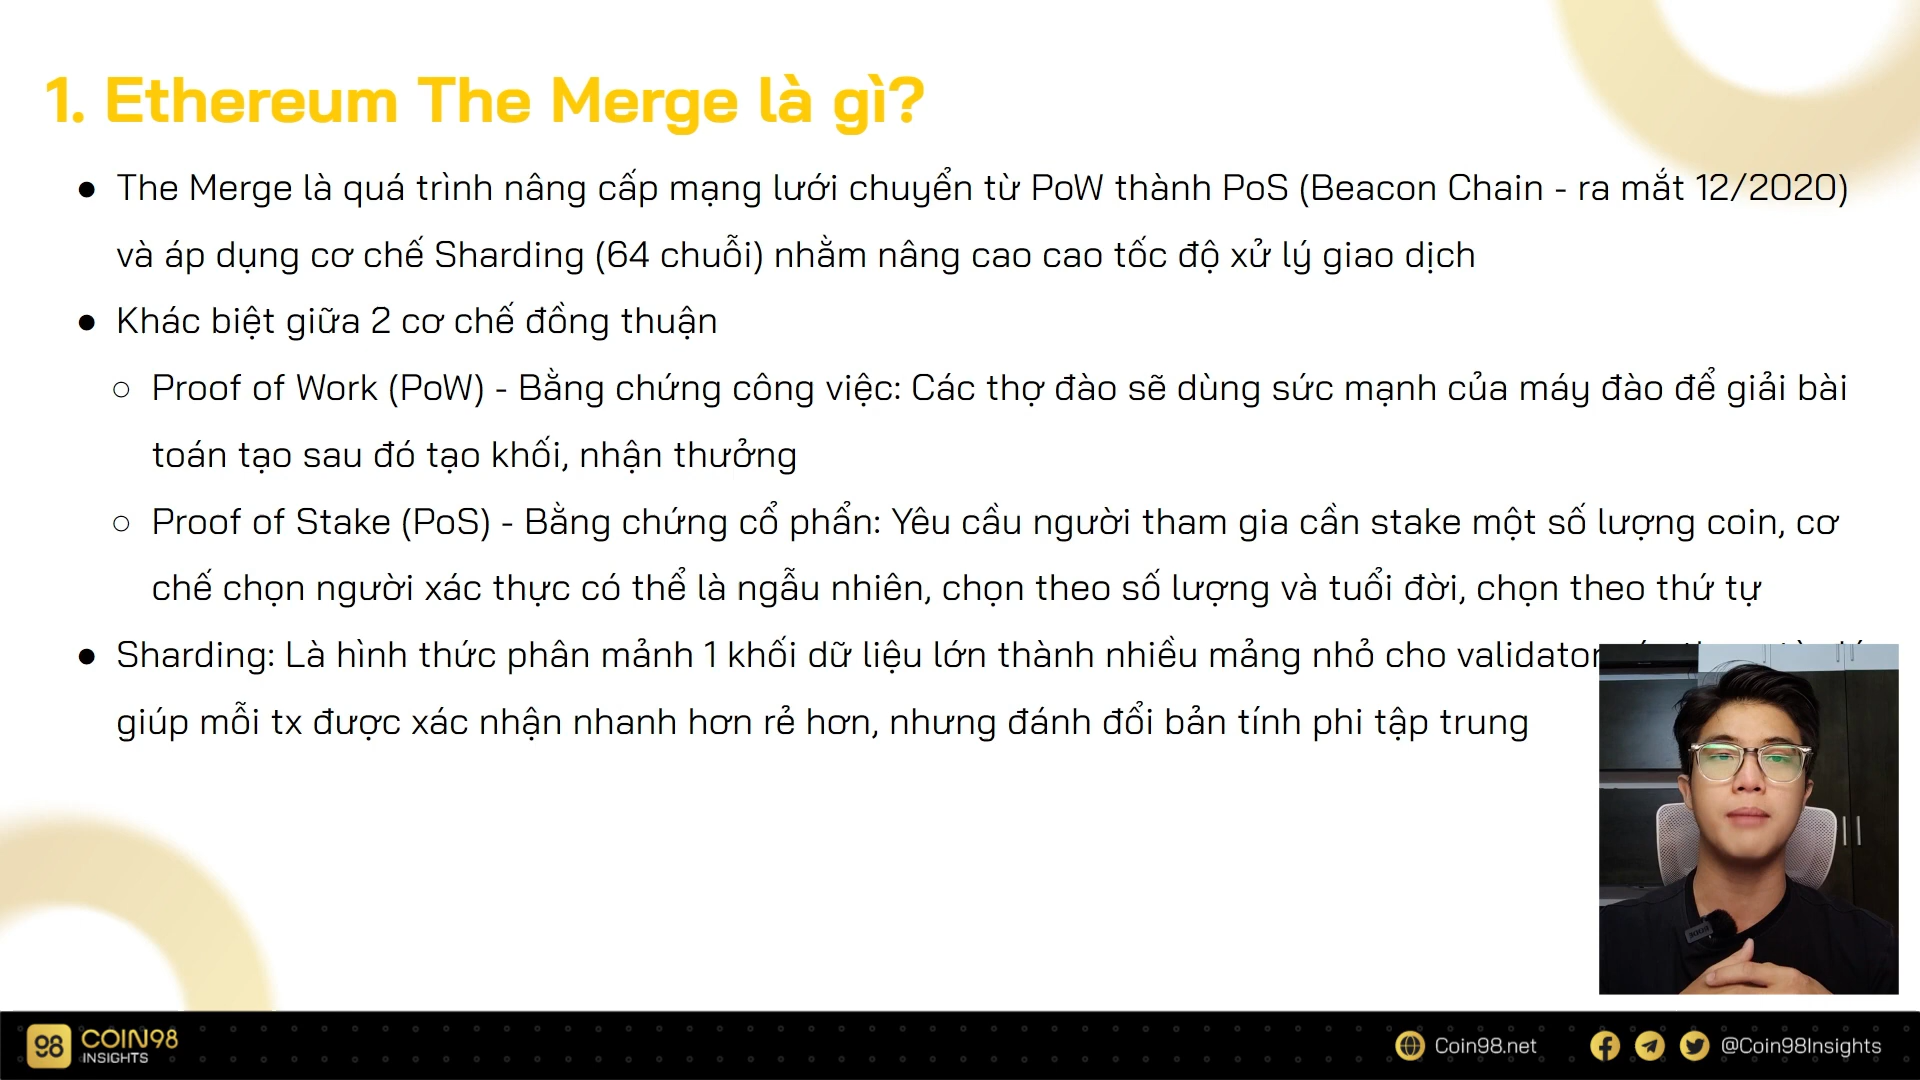 1. Ethereum The Merge là gì?
● The Merge là quá trình nâng cấp mạng lưới chuyển từ PoW thành PoS (Beacon Chain - ra mắt 12/2020)
và áp dụng cơ chế Sharding (64 chuỗi) nhằm nâng cao cao tốc độ xử lý giao dịch
● Khác biệt giữa 2 cơ chế đồng thuận
○ Proof of Work (PoW) - Bằng chứng công việc: Các thợ đào sẽ dùng sức mạnh của máy đào để giải bài
toán tạo sau đó tạo khối, nhận thưởng
○ Proof of Stake (PoS) - Bằng chứng cổ phẩn: Yêu cầu người tham gia cần stake một số lượng coin, cơ
chế chọn người xác thực có thể là ngẫu nhiên, chọn theo số lượng và tuổi đời, chọn theo thứ tự
● Sharding: Là hình thức phân mảnh 1 khối dữ liệu lớn thành nhiều mảng nhỏ cho validator
giúp mỗi tx được xác nhận nhanh hơn rẻ hơn, nhưng đánh đổi bản tính phi tập trung
RODE
98 COIN98
INSIGHTS
Coin98.net
@Coin98Insights